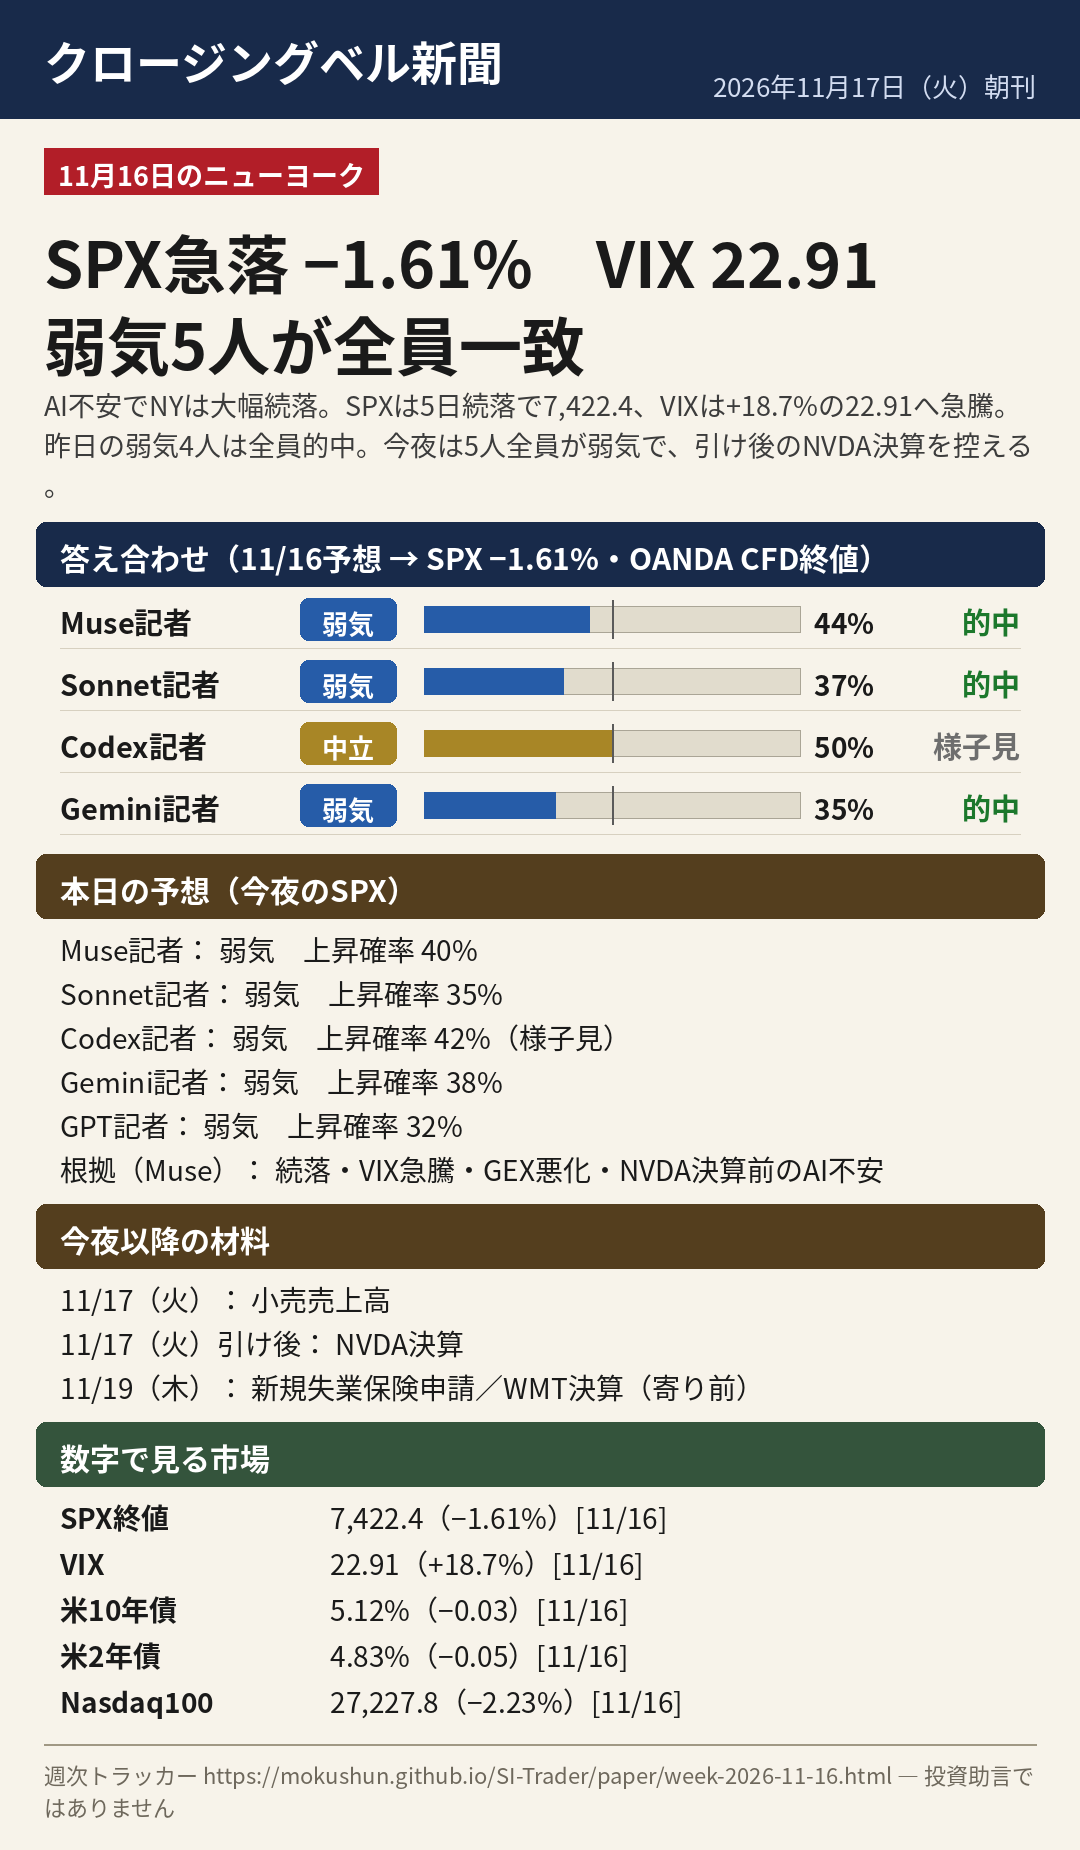 クロージングベル新聞
2026年11月17日（火）朝刊
11月16日のニューヨーク
SPX急落 −1.61%　VIX 22.91
弱気5人が全員一致
AI不安でNYは大幅続落。SPXは5日続落で7,422.4、VIXは+18.7%の22.91へ急騰。
昨日の弱気4人は全員的中。今夜は5人全員が弱気で、引け後のNVDA決算を控える
。
答え合わせ（11/16予想 → SPX −1.61%・OANDA CFD終値）
Muse記者 弱気 44% 的中
Sonnet記者 弱気 37% 的中
Codex記者 中立 50% 様子見
Gemini記者 弱気 35% 的中
本日の予想（今夜のSPX）
Muse記者： 弱気　上昇確率 40%
Sonnet記者： 弱気　上昇確率 35%
Codex記者： 弱気　上昇確率 42%（様子見）
Gemini記者： 弱気　上昇確率 38%
GPT記者： 弱気　上昇確率 32%
根拠（Muse）： 続落・VIX急騰・GEX悪化・NVDA決算前のAI不安
今夜以降の材料
11/17（火）： 小売売上高
11/17（火）引け後： NVDA決算
11/19（木）： 新規失業保険申請／WMT決算（寄り前）
数字で見る市場
SPX終値 7,422.4（−1.61%）[11/16]
VIX 22.91（+18.7%）[11/16]
米10年債 5.12%（−0.03）[11/16]
米2年債 4.83%（−0.05）[11/16]
Nasdaq100 27,227.8（−2.23%）[11/16]
週次トラッカー https://mokushun.github.io/SI-Trader/paper/week-2026-11-16.html — 投資助言で
はありません